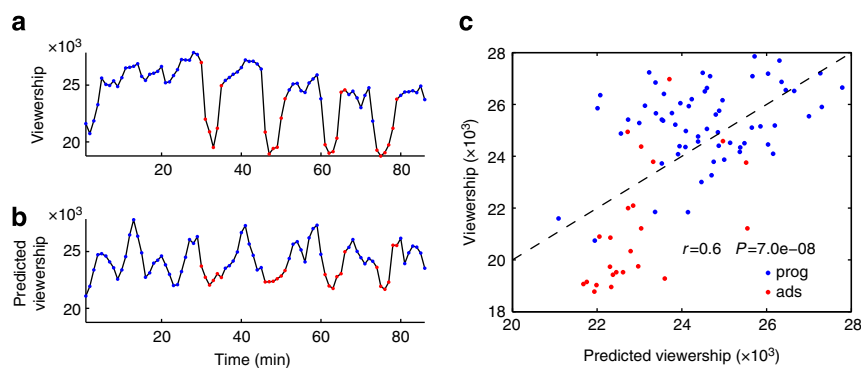 a
×10³
25
20
Viewership
20
40
60
80
b
×10³
25
20
Predicted
viewership
20
40
60
80
Time (min)
c
28
26
24
22
20
18
Viewership (×10³)
r=0.6 P=7.0e−08
prog
ads
20
22
24
26
28
Predicted viewership (×10³)